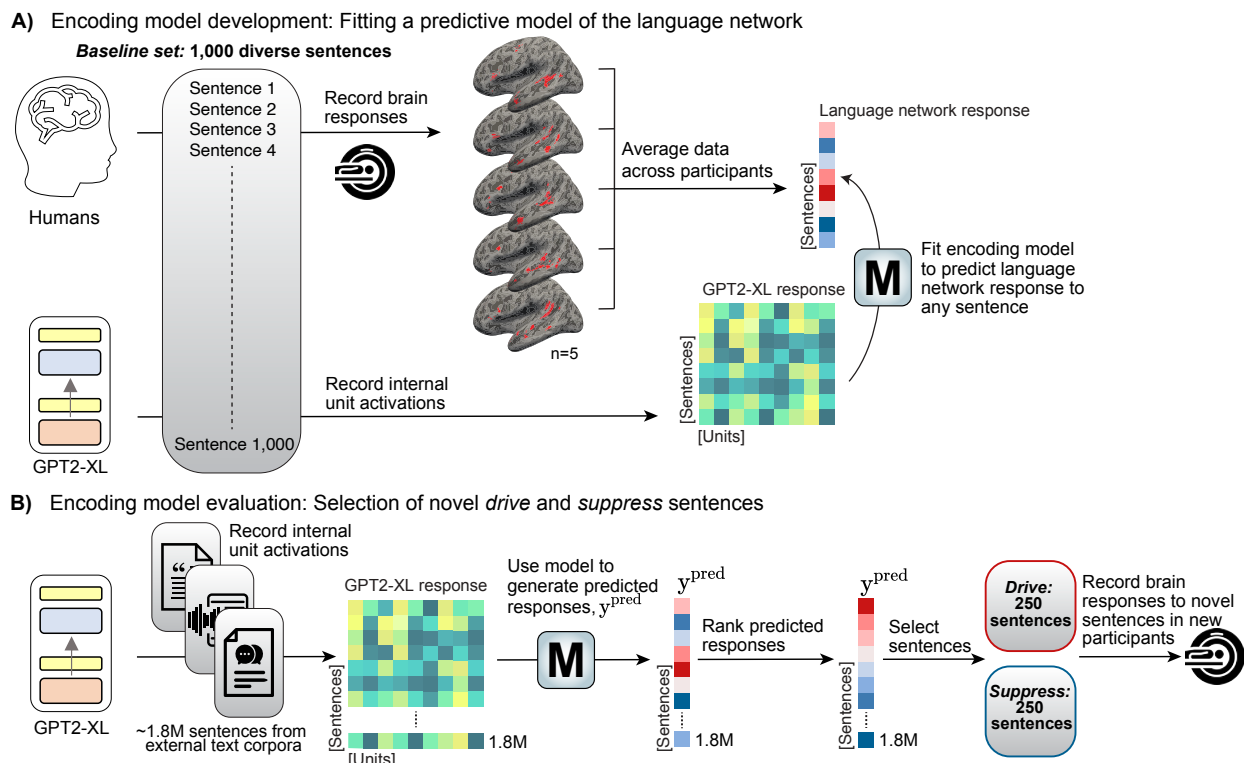 A) Encoding model development: Fitting a predictive model of the language network
Baseline set: 1,000 diverse sentences
Sentence 1
Sentence 2
Sentence 3
Sentence 4
Sentence 1,000
Humans
GPT2-XL
Record brain
responses
n=5
Average data
across participants
Language network response
[Sentences]
Record internal
unit activations
GPT2-XL response
[Sentences]
[Units]
M
Fit encoding model
to predict language
network response to
any sentence
B) Encoding model evaluation: Selection of novel drive and suppress sentences
GPT2-XL
Record internal
unit activations
~1.8M sentences from
external text corpora
GPT2-XL response
[Sentences]
1.8M
[Units]
Use model to
generate predicted
responses, y^pred
M
y^pred
[Sentences]
1.8M
Rank predicted
responses
y^pred
[Sentences]
1.8M
Select
sentences
Drive:
250
sentences
Suppress:
250
sentences
Record brain
responses to novel
sentences in new
participants